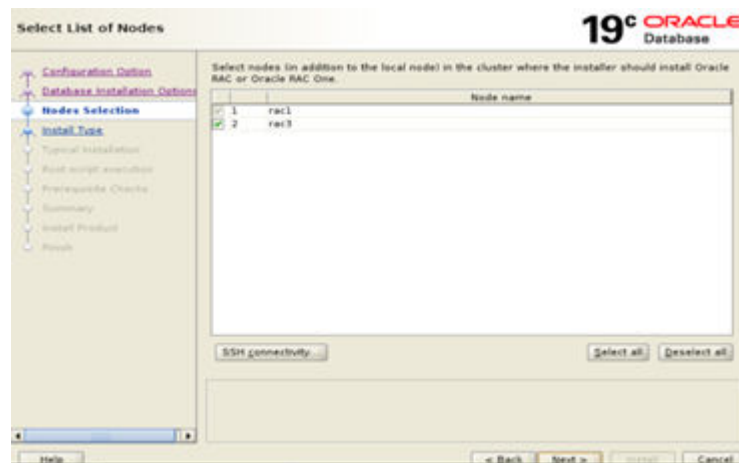 Select List of Nodes
19c ORACLE
Database
Configuration Option
Database Installation Options
Nodes Selection
Install Type
Typical Installation
Root script execution
Prerequisite Checks
Summary
Install Product
Finish
Select nodes (in addition to the local node) in the cluster where the installer should install Oracle
RAC or Oracle RAC One.
Node name
1 rac1
2 rac3
SSH connectivity...
Select all
Deselect all
Help
< Back
Next >
Install
Cancel